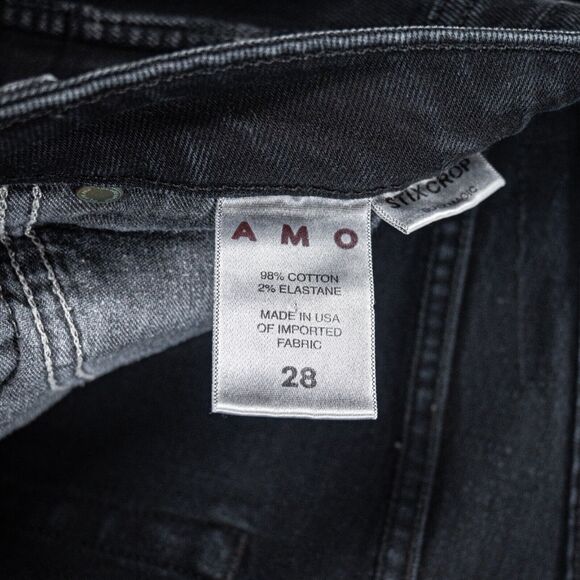 AMO
98% COTTON
2% ELASTANE
MADE IN USA
OF IMPORTED
FABRIC
28
STIX CROP